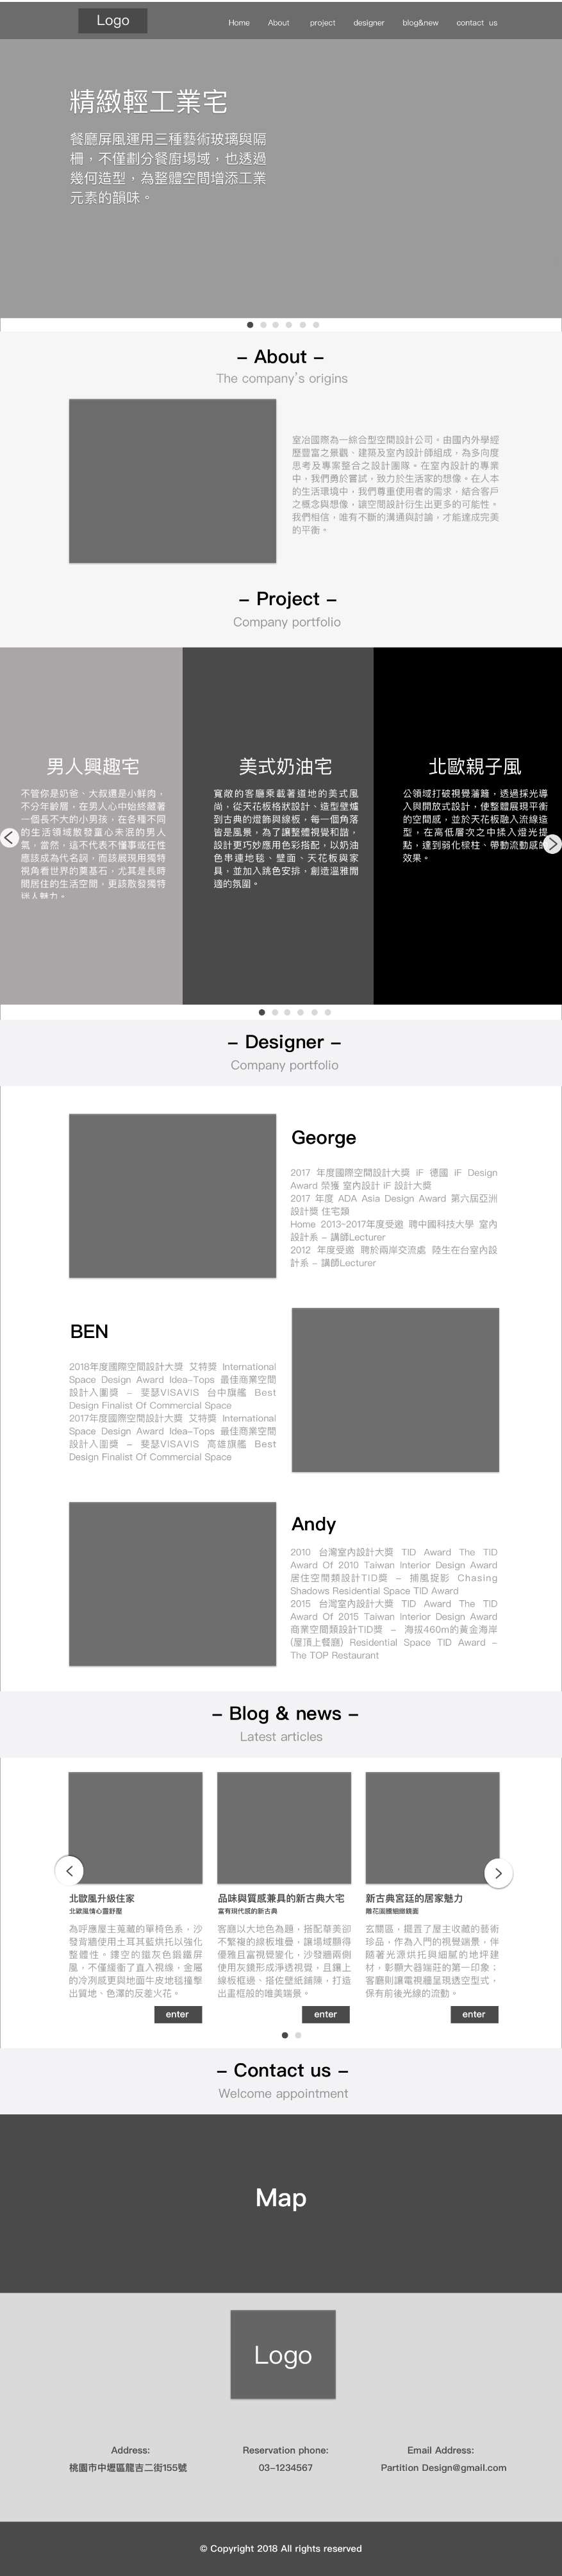 Logo
Home About project designer blog&new contact us
精緻輕工業宅
餐廳屏風運用三種藝術玻璃與隔
柵，不僅劃分餐廚場域，也透過
幾何造型，為整體空間增添工業
元素的韻味。
- About -
The company's origins
室冶國際為一綜合型空間設計公司，由國內外學經
歷豐富之景觀、建築及室內設計師組成，為多向度
思考及專案整合之設計團隊。在室內設計的專業
中，我們勇於嘗試，致力於生活家的想像。在人本
的生活環境中，我們尊重使用者的需求，結合客戶
之概念與想像，讓空間設計衍生出更多的可能性。
我們相信，唯有不斷的溝通與討論，才能達成完美
的平衡。
- Project -
Company portfolio
男人興趣宅
不管你是奶爸、大叔還是小鮮肉，
不分年齡層，在男人心中始終藏著
一個長不大的小男孩，在各種不同
的生活領域散發童心未泯的男人
氣，當然，這不代表不懂事或任性
應該成為代名詞，而該展現用獨特
視角看世界的奠基石，尤其是長時
間居住的生活空間，更該散發獨特
迷人魅力。
美式奶油宅
寬敞的客廳乘載著道地的美式風
尚，從天花板格狀設計、造型壁爐
到古典的燈飾與線板，每一個角落
皆是風景，為了讓整體視覺和諧，
設計更巧妙應用色彩搭配，以奶油
色串連地毯、壁面、天花板與家
具，並加入跳色安排，創造溫雅閒
適的氛圍。
北歐親子風
公領域打破視覺藩籬，透過採光導
入與開放式設計，使整體展現平衡
的空間感，並於天花板融入流線造
型，在高低層次之中揉入燈光提
點，達到弱化樑柱、帶動流動感的
效果。
- Designer -
Company portfolio
George
2017 年度國際空間設計大獎 iF 德國 iF Design
Award 榮獲 室內設計 iF 設計大獎
2017 年度 ADA Asia Design Award 第六屆亞洲
設計獎 住宅類
Home 2013-2017年度受邀 聘中國科技大學 室內
設計系 - 講師Lecturer
2012 年度受邀 聘於兩岸交流處 陸生在台室內設
計系 - 講師Lecturer
BEN
2018年度國際空間設計大獎 艾特獎 International
Space Design Award Idea-Tops 最佳商業空間
設計入圍獎 - 斐瑟VISAVIS 台中旗艦 Best
Design Finalist Of Commercial Space
2017年度國際空間設計大獎 艾特獎 International
Space Design Award Idea-Tops 最佳商業空間
設計入圍獎 - 斐瑟VISAVIS 高雄旗艦 Best
Design Finalist Of Commercial Space
Andy
2010 台灣室內設計大獎 TID Award The TID
Award Of 2010 Taiwan Interior Design Award
居住空間類設計TID獎 - 捕風捉影 Chasing
Shadows Residential Space TID Award
2015 台灣室內設計大獎 TID Award The TID
Award Of 2015 Taiwan Interior Design Award
商業空間類設計TID獎 - 海拔460m的黃金海岸
(屋頂上餐廳) Residential Space TID Award -
The TOP Restaurant
- Blog & news -
Latest articles
北歐風升級住家
北歐風情心靈紓壓
為呼應屋主蒐藏的單椅色系，沙
發背牆使用土耳其藍烘托以強化
整體性。鏤空的鐵灰色鍛鐵屏
風，不僅緩衝了直入視線，金屬
的冷冽感更與地面牛皮地毯撞擊
出質地、色澤的反差火花。
enter
品味與質感兼具的新古典大宅
富有現代感的新古典
客廳以大地色為題，搭配華美卻
不繁複的線板堆疊，讓場域顯得
優雅且富視覺變化，沙發牆兩側
使用灰鏡形成淨透視覺，且鑲上
線板框邊、搭佐壁紙鋪陳，打造
出畫框般的唯美端景。
enter
新古典宮廷的居家魅力
雕花圖騰細緻鏡面
玄關區，擺置了屋主收藏的藝術
珍品，作為入門的視覺端景，伴
隨著光源烘托與細膩的地坪建
材，彰顯大器端莊的第一印象；
客廳則讓電視牆呈現透空型式，
保有前後光線的流動。
enter
- Contact us -
Welcome appointment
Map
Logo
Address:
桃園市中壢區龍吉二街155號
Reservation phone:
03-1234567
Email Address:
Partition Design@gmail.com
© Copyright 2018 All rights reserved